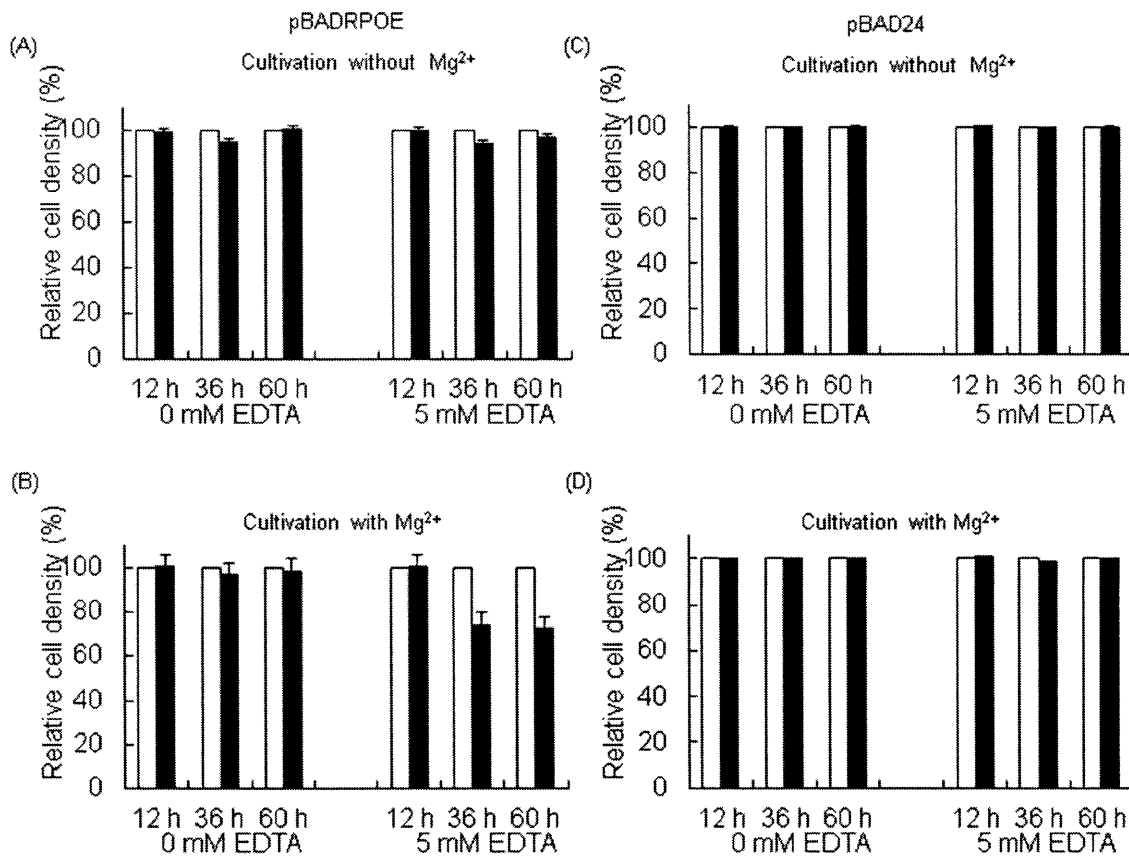 pBADRPOE
(A)
Cultivation without Mg²⁺
Relative cell density (%)
100
80
60
40
20
0
12 h 36 h 60 h 12 h 36 h 60 h
0 mM EDTA 5 mM EDTA
pBAD24
(C)
Cultivation without Mg²⁺
Relative cell density (%)
100
80
60
40
20
0
12 h 36 h 60 h 12 h 36 h 60 h
0 mM EDTA 5 mM EDTA
(B)
Cultivation with Mg²⁺
Relative cell density (%)
100
80
60
40
20
0
12 h 36 h 60 h 12 h 36 h 60 h
0 mM EDTA 5 mM EDTA
(D)
Cultivation with Mg²⁺
Relative cell density (%)
100
80
60
40
20
0
12 h 36 h 60 h 12 h 36 h 60 h
0 mM EDTA 5 mM EDTA